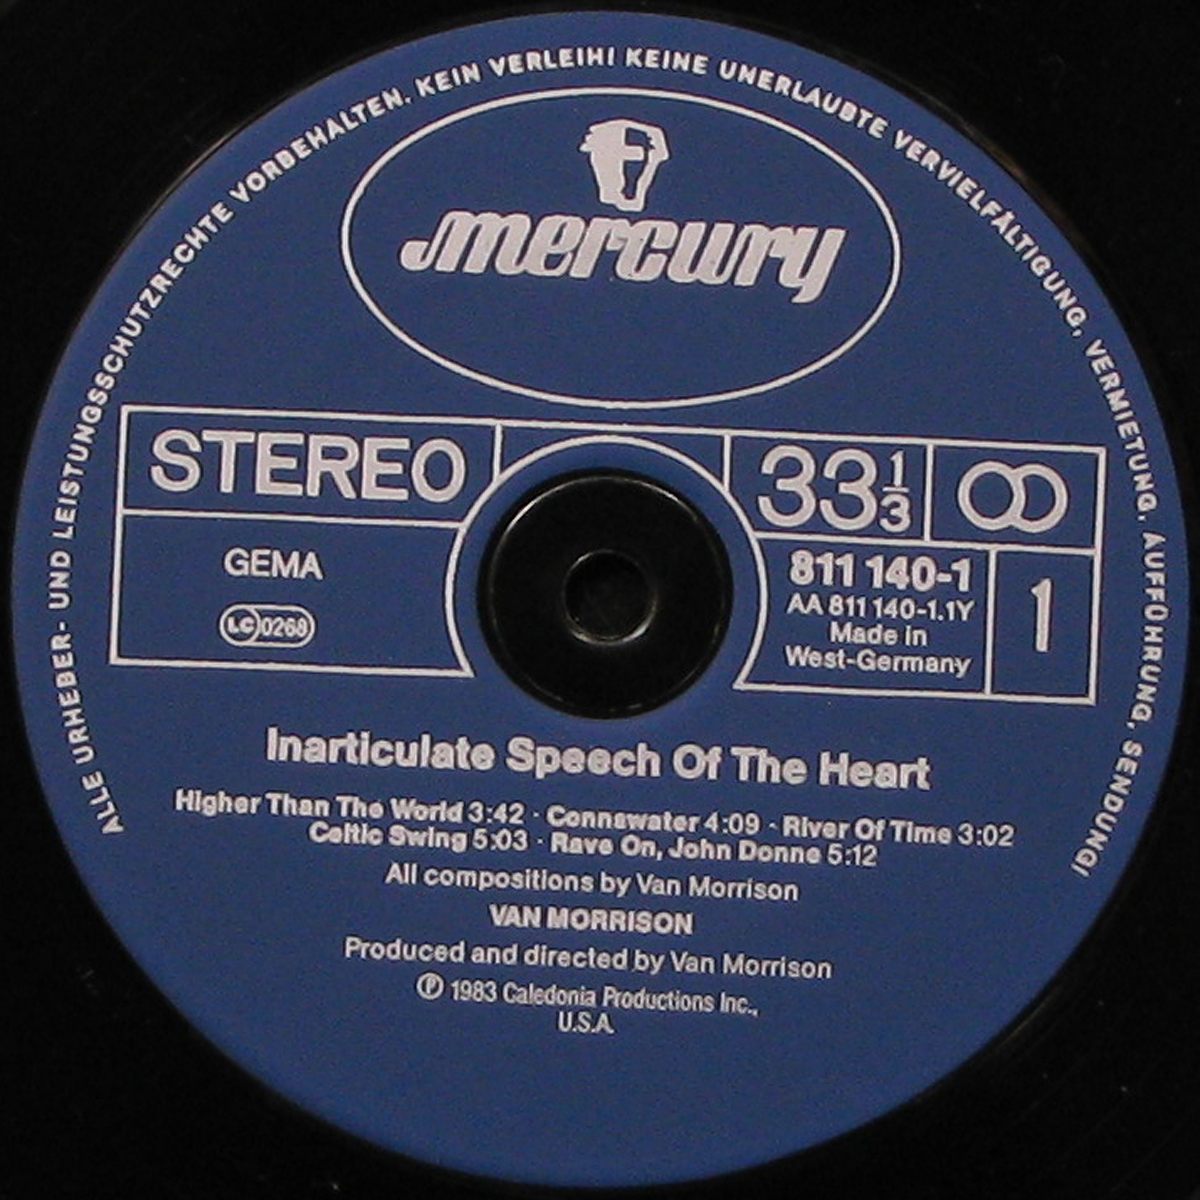 ALLE URHEBER- UND LEISTUNGSSCHUTZRECHTE VORBEHALTEN. KEIN VERLEIH! KEINE UNERLAUBTE VERVIELFÄLTIGUNG, VERMIETUNG, AUFFÜHRUNG, SENDUNG!
mercury
STEREO
33 1/3
GEMA
LC 0268
811 140-1
AA 811 140-1.1Y
Made in
West-Germany
1
Inarticulate Speech Of The Heart
Higher Than The World 3:42 · Connswater 4:09 · River Of Time 3:02
Celtic Swing 5:03 · Rave On, John Donne 5:12
All compositions by Van Morrison
VAN MORRISON
Produced and directed by Van Morrison
Ⓟ 1983 Caledonia Productions Inc.,
U.S.A.